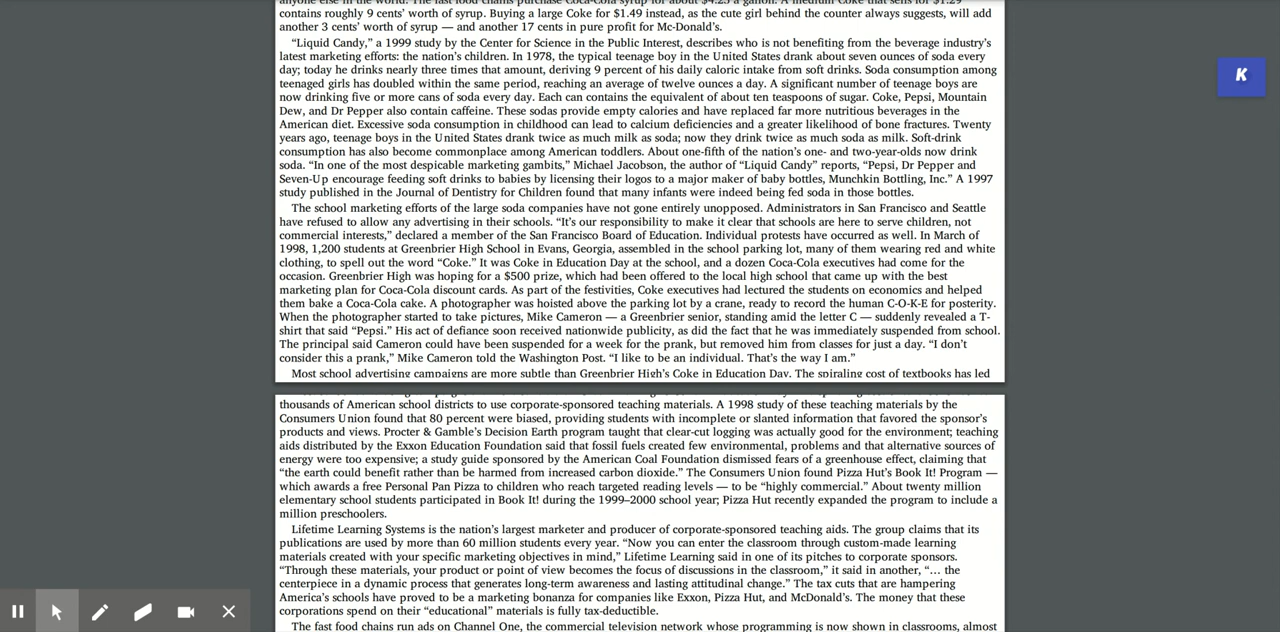 anyone else in the world. The fast food chains purchase Coca-Cola syrup for about $4.25 a gallon. A medium Coke that sells for $1.29
contains roughly 9 cents’ worth of syrup. Buying a large Coke for $1.49 instead, as the cute girl behind the counter always suggests, will add
another 3 cents’ worth of syrup — and another 17 cents in pure profit for Mc-Donald’s.
“Liquid Candy,” a 1999 study by the Center for Science in the Public Interest, describes who is not benefiting from the beverage industry’s
latest marketing efforts: the nation’s children. In 1978, the typical teenage boy in the United States drank about seven ounces of soda every
day; today he drinks nearly three times that amount, deriving 9 percent of his daily caloric intake from soft drinks. Soda consumption among
teenaged girls has doubled within the same period, reaching an average of twelve ounces a day. A significant number of teenage boys are
now drinking five or more cans of soda every day. Each can contains the equivalent of about ten teaspoons of sugar. Coke, Pepsi, Mountain
Dew, and Dr Pepper also contain caffeine. These sodas provide empty calories and have replaced far more nutritious beverages in the
American diet. Excessive soda consumption in childhood can lead to calcium deficiencies and a greater likelihood of bone fractures. Twenty
years ago, teenage boys in the United States drank twice as much milk as soda; now they drink twice as much soda as milk. Soft-drink
consumption has also become commonplace among American toddlers. About one-fifth of the nation’s one- and two-year-olds now drink
soda. “In one of the most despicable marketing gambits,” Michael Jacobson, the author of “Liquid Candy” reports, “Pepsi, Dr Pepper and
Seven-Up encourage feeding soft drinks to babies by licensing their logos to a major maker of baby bottles, Munchkin Bottling, Inc.” A 1997
study published in the Journal of Dentistry for Children found that many infants were indeed being fed soda in those bottles.
The school marketing efforts of the large soda companies have not gone entirely unopposed. Administrators in San Francisco and Seattle
have refused to allow any advertising in their schools. “It’s our responsibility to make it clear that schools are here to serve children, not
commercial interests,” declared a member of the San Francisco Board of Education. Individual protests have occurred as well. In March of
1998, 1,200 students at Greenbrier High School in Evans, Georgia, assembled in the school parking lot, many of them wearing red and white
clothing, to spell out the word “Coke.” It was Coke in Education Day at the school, and a dozen Coca-Cola executives had come for the
occasion. Greenbrier High was hoping for a $500 prize, which had been offered to the local high school that came up with the best
marketing plan for Coca-Cola discount cards. As part of the festivities, Coke executives had lectured the students on economics and helped
them bake a Coca-Cola cake. A photographer was hoisted above the parking lot by a crane, ready to record the human C-O-K-E for posterity.
When the photographer started to take pictures, Mike Cameron — a Greenbrier senior, standing amid the letter C — suddenly revealed a T-
shirt that said “Pepsi.” His act of defiance soon received nationwide publicity, as did the fact that he was immediately suspended from school.
The principal said Cameron could have been suspended for a week for the prank, but removed him from classes for just a day. “I don’t
consider this a prank,” Mike Cameron told the Washington Post. “I like to be an individual. That’s the way I am.”
Most school advertising campaigns are more subtle than Greenbrier High’s Coke in Education Day. The spiraling cost of textbooks has led
thousands of American school districts to use corporate-sponsored teaching materials. A 1998 study of these teaching materials by the
Consumers Union found that 80 percent were biased, providing students with incomplete or slanted information that favored the sponsor’s
products and views. Procter & Gamble’s Decision Earth program taught that clear-cut logging was actually good for the environment; teaching
aids distributed by the Exxon Education Foundation said that fossil fuels created few environmental, problems and that alternative sources of
energy were too expensive; a study guide sponsored by the American Coal Foundation dismissed fears of a greenhouse effect, claiming that
“the earth could benefit rather than be harmed from increased carbon dioxide.” The Consumers Union found Pizza Hut’s Book It! Program —
which awards a free Personal Pan Pizza to children who reach targeted reading levels — to be “highly commercial.” About twenty million
elementary school students participated in Book It! during the 1999–2000 school year; Pizza Hut recently expanded the program to include a
million preschoolers.
Lifetime Learning Systems is the nation’s largest marketer and producer of corporate-sponsored teaching aids. The group claims that its
publications are used by more than 60 million students every year. “Now you can enter the classroom through custom-made learning
materials created with your specific marketing objectives in mind,” Lifetime Learning said in one of its pitches to corporate sponsors.
“Through these materials, your product or point of view becomes the focus of discussions in the classroom,” it said in another, “… the
centerpiece in a dynamic process that generates long-term awareness and lasting attitudinal change.” The tax cuts that are hampering
America’s schools have proved to be a marketing bonanza for companies like Exxon, Pizza Hut, and McDonald’s. The money that these
corporations spend on their “educational” materials is fully tax-deductible.
The fast food chains run ads on Channel One, the commercial television network whose programming is now shown in classrooms, almost
K